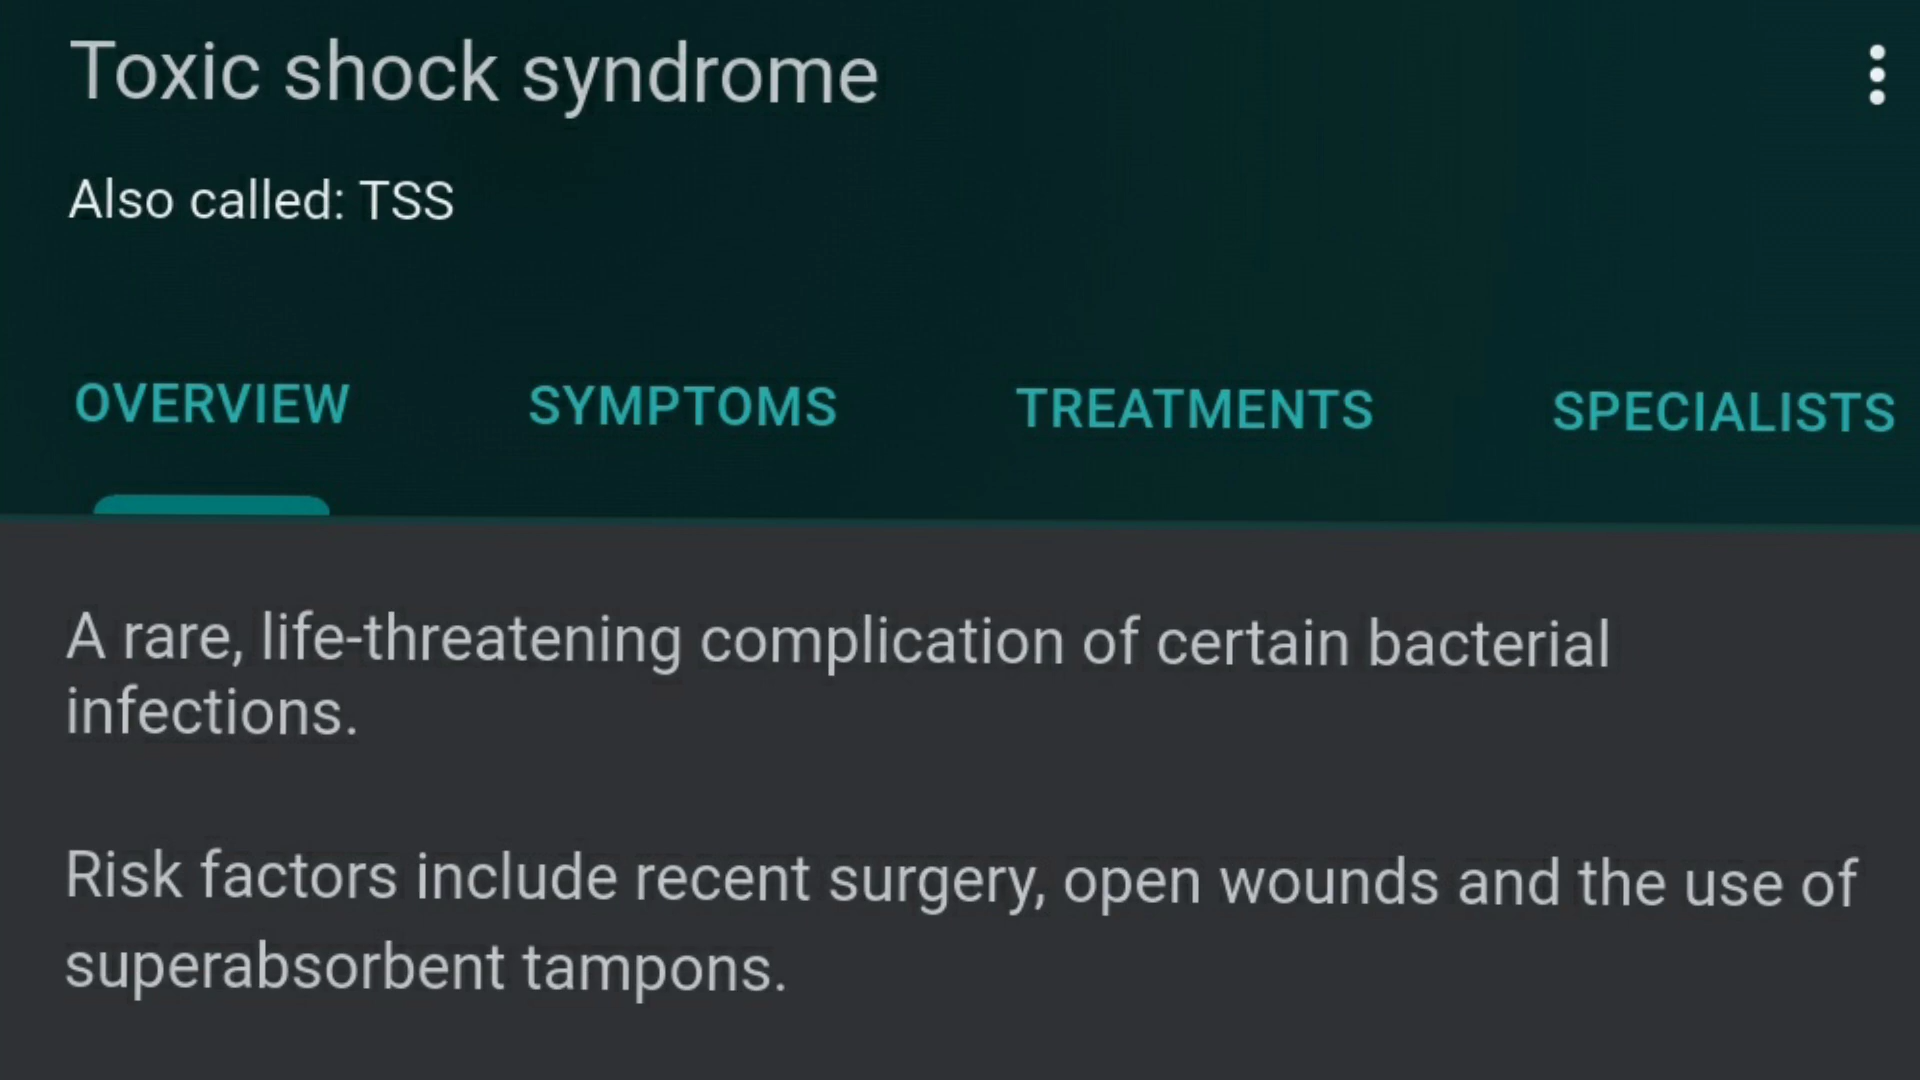 Toxic shock syndrome
Also called: TSS
OVERVIEW SYMPTOMS TREATMENTS SPECIALISTS
A rare, life-threatening complication of certain bacterial
infections.
Risk factors include recent surgery, open wounds and the use of
superabsorbent tampons.